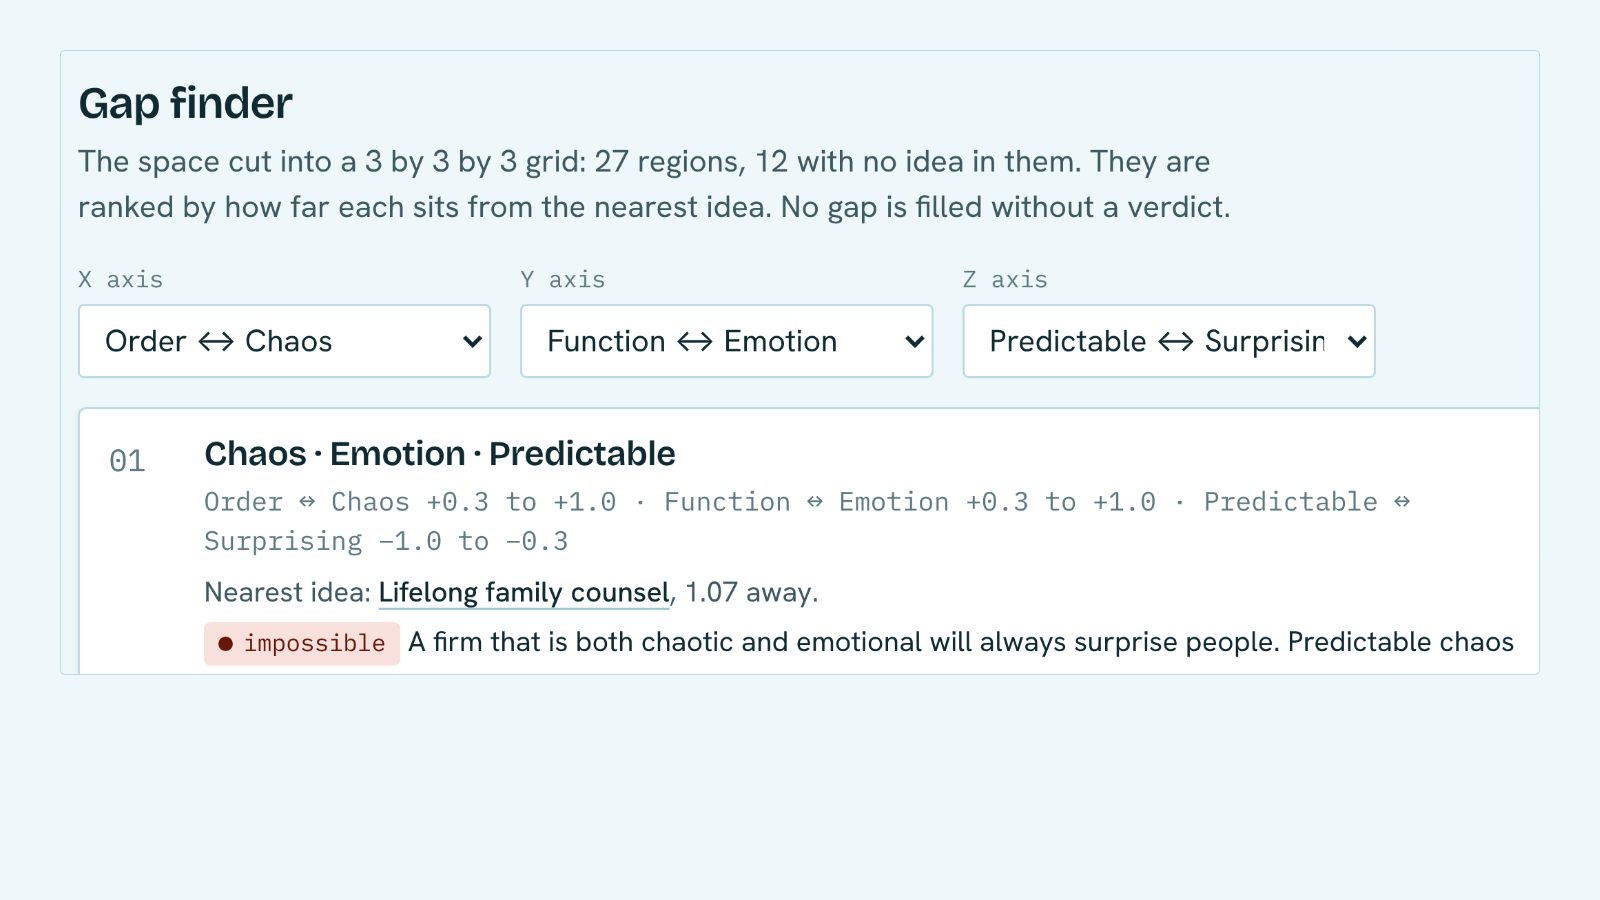 Gap finder
The space cut into a 3 by 3 by 3 grid: 27 regions, 12 with no idea in them. They are
ranked by how far each sits from the nearest idea. No gap is filled without a verdict.
X axis
Y axis
Z axis
Order ↔ Chaos
Function ↔ Emotion
Predictable ↔ Surprisin
01
Chaos · Emotion · Predictable
Order ↔ Chaos +0.3 to +1.0 · Function ↔ Emotion +0.3 to +1.0 · Predictable ↔
Surprising −1.0 to −0.3
Nearest idea: Lifelong family counsel, 1.07 away.
● impossible A firm that is both chaotic and emotional will always surprise people. Predictable chaos